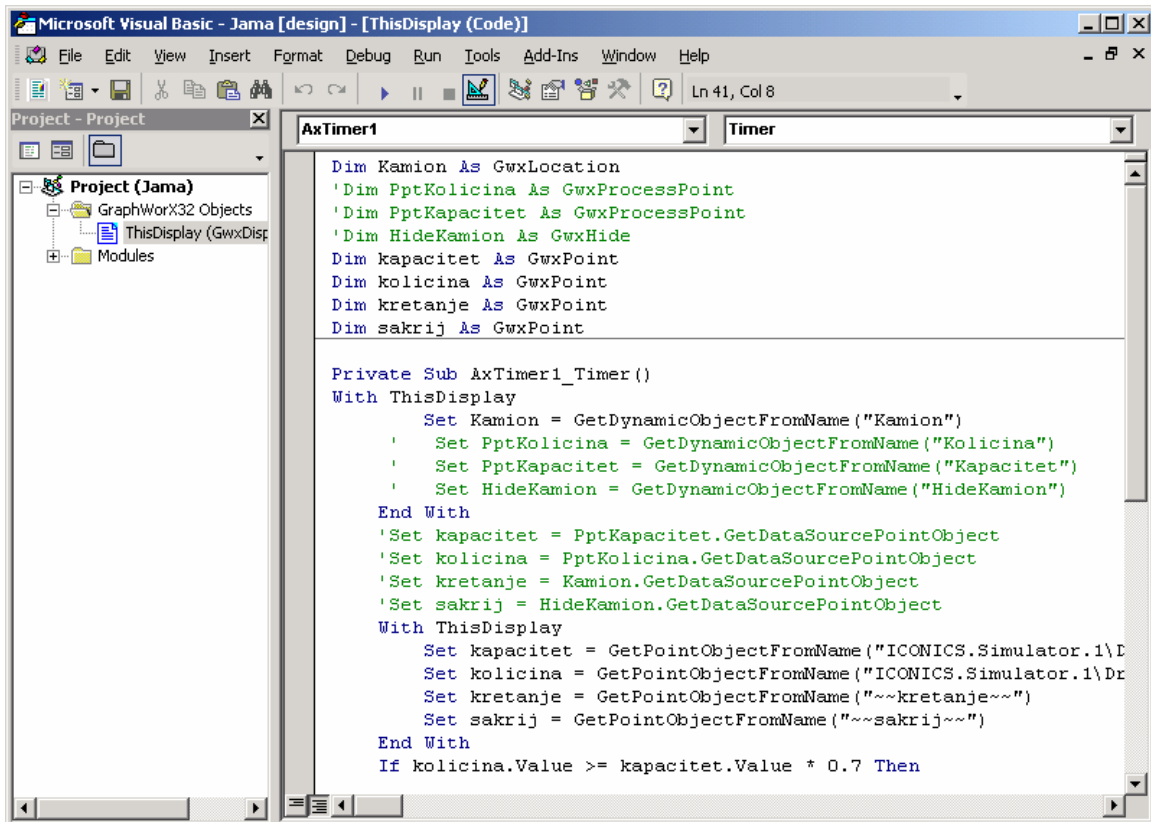 Microsoft Visual Basic - Jama [design] - [ThisDisplay (Code)]
File Edit View Insert Format Debug Run Tools Add-Ins Window Help
Ln 41, Col 8
Project - Project
AxTimer1 Timer
Project (Jama)
GraphWorX32 Objects
ThisDisplay (GwxDisp
Modules
Dim Kamion As GwxLocation
'Dim PptKolicina As GwxProcessPoint
'Dim PptKapacitet As GwxProcessPoint
'Dim HideKamion As GwxHide
Dim kapacitet As GwxPoint
Dim kolicina As GwxPoint
Dim kretanje As GwxPoint
Dim sakrij As GwxPoint
Private Sub AxTimer1_Timer()
With ThisDisplay
Set Kamion = GetDynamicObjectFromName("Kamion")
' Set PptKolicina = GetDynamicObjectFromName("Kolicina")
' Set PptKapacitet = GetDynamicObjectFromName("Kapacitet")
' Set HideKamion = GetDynamicObjectFromName("HideKamion")
End With
'Set kapacitet = PptKapacitet.GetDataSourcePointObject
'Set kolicina = PptKolicina.GetDataSourcePointObject
'Set kretanje = Kamion.GetDataSourcePointObject
'Set sakrij = HideKamion.GetDataSourcePointObject
With ThisDisplay
Set kapacitet = GetPointObjectFromName("ICONICS.Simulator.1\D
Set kolicina = GetPointObjectFromName("ICONICS.Simulator.1\Dr
Set kretanje = GetPointObjectFromName("~~kretanje~~")
Set sakrij = GetPointObjectFromName("~~sakrij~~")
End With
If kolicina.Value >= kapacitet.Value * 0.7 Then